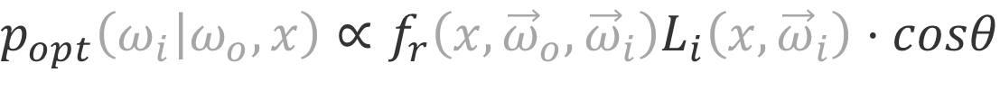 p_opt(ω_i|ω_o, x) ∝ f_r(x, ω⃗_o, ω⃗_i)L_i(x, ω⃗_i) · cosθ